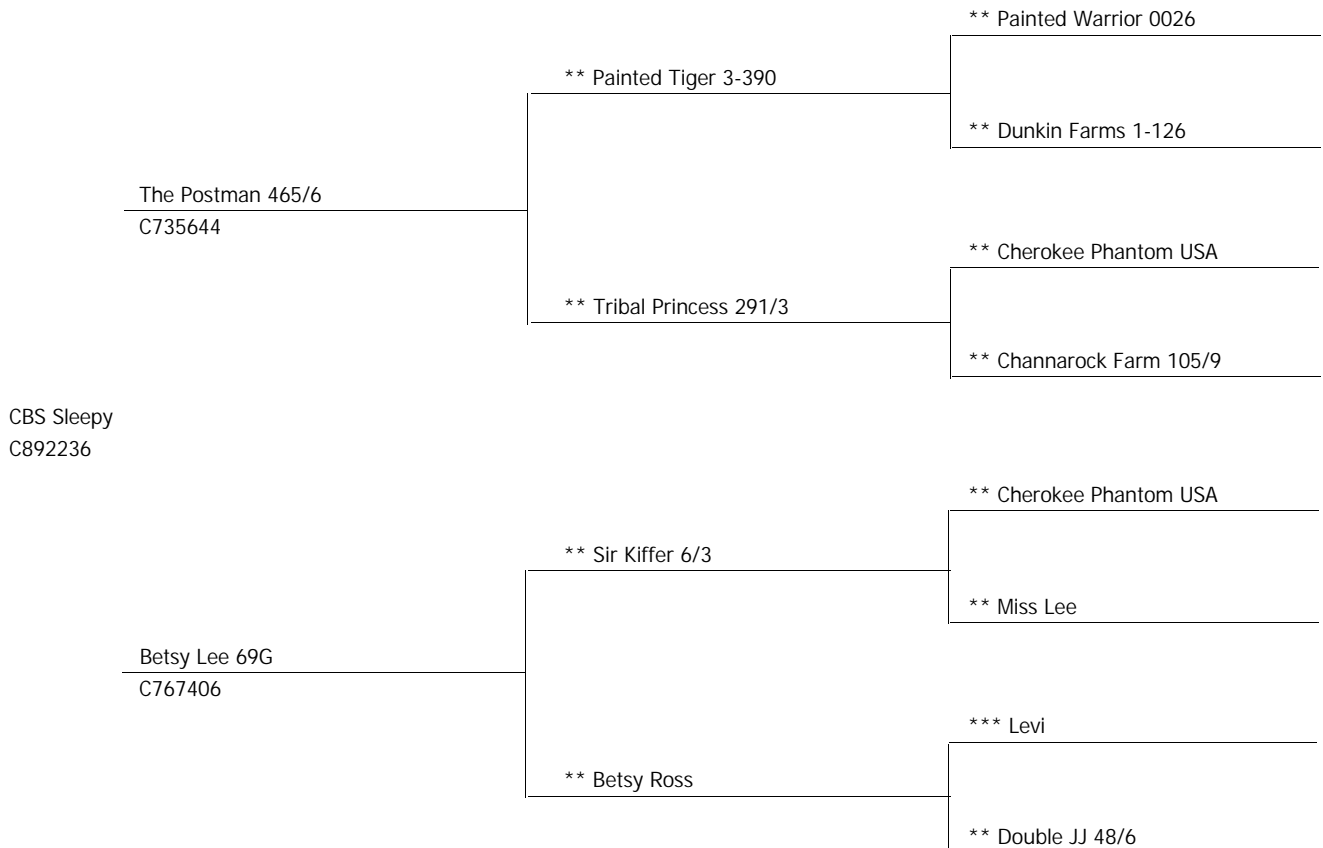 ** Painted Warrior 0026
** Painted Tiger 3-390
** Dunkin Farms 1-126
The Postman 465/6
C735644
** Cherokee Phantom USA
** Tribal Princess 291/3
** Channarock Farm 105/9
CBS Sleepy
C892236
** Cherokee Phantom USA
** Sir Kiffer 6/3
** Miss Lee
Betsy Lee 69G
C767406
*** Levi
** Betsy Ross
** Double JJ 48/6